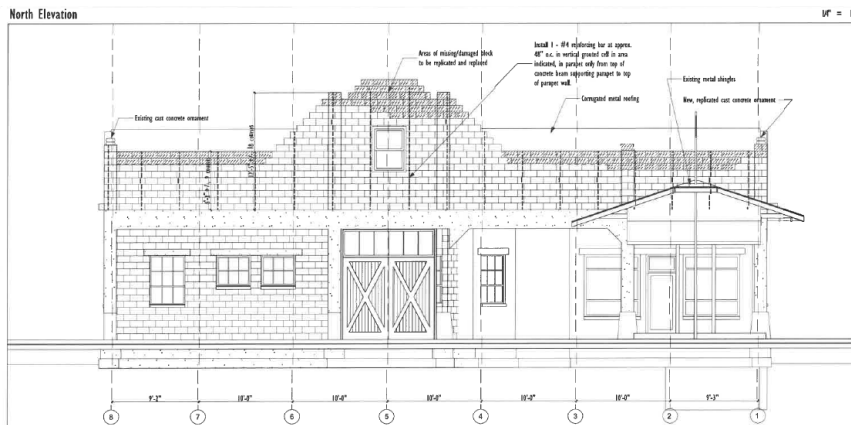 North Elevation
1/4" =
Areas of missing/damaged block
to be replicated and replaced
Install 1 - #4 reinforcing bar at approx.
48" o.c. in vertical grouted cell in area
indicated, in parapet only from top of
concrete beam supporting parapet to top
of parapet wall.
Existing metal shingles
New, replicated cast concrete ornament
Corrugated metal roofing
Existing cast concrete ornament
9'-2"
10'-0"
10'-0"
10'-0"
10'-0"
10'-0"
9'-3"
8
7
6
5
4
3
2
1